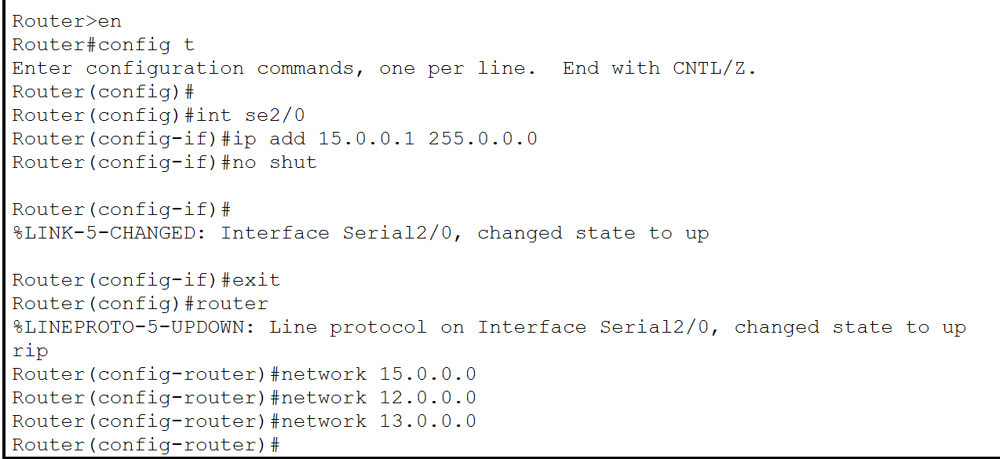 Router>en
Router#config t
Enter configuration commands, one per line.  End with CNTL/Z.
Router(config)#
Router(config)#int se2/0
Router(config-if)#ip add 15.0.0.1 255.0.0.0
Router(config-if)#no shut
Router(config-if)#
%LINK-5-CHANGED: Interface Serial2/0, changed state to up
Router(config-if)#exit
Router(config)#router
%LINEPROTO-5-UPDOWN: Line protocol on Interface Serial2/0, changed state to up
rip
Router(config-router)#network 15.0.0.0
Router(config-router)#network 12.0.0.0
Router(config-router)#network 13.0.0.0
Router(config-router)#